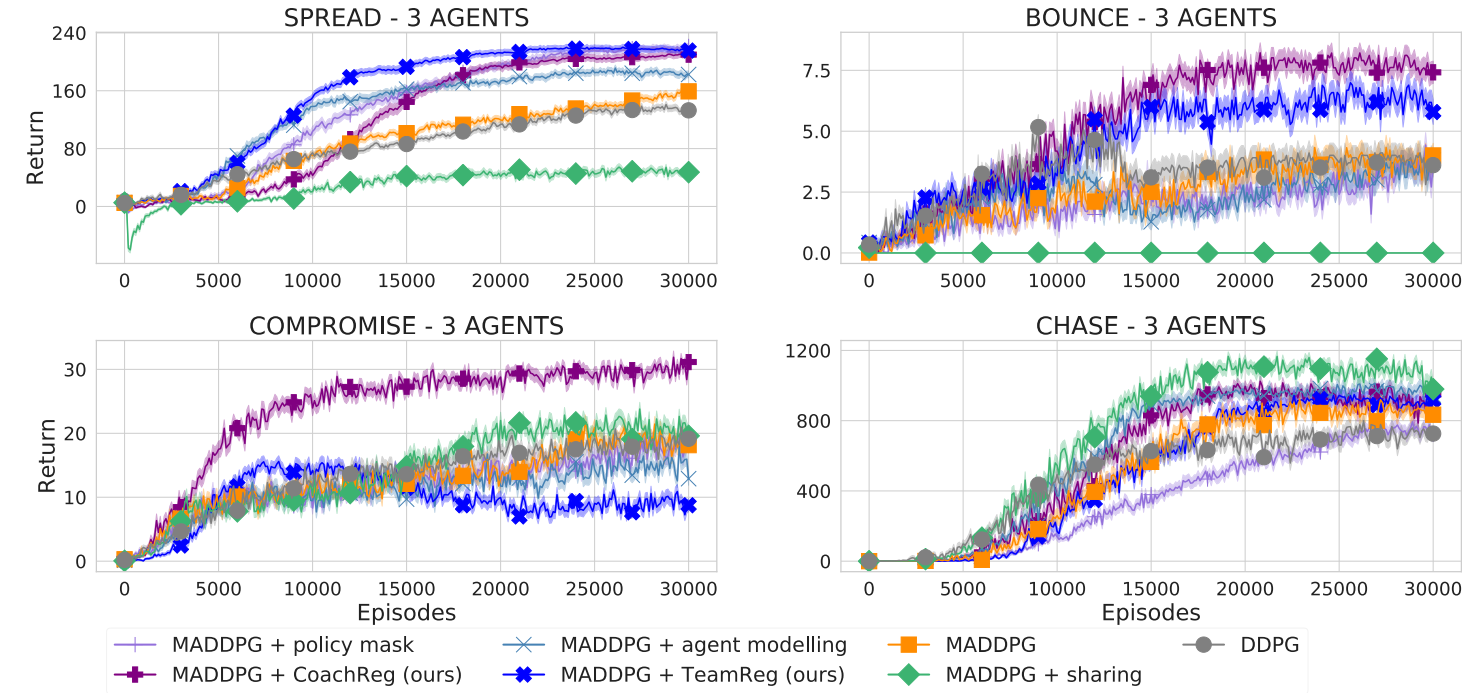 SPREAD - 3 AGENTS
BOUNCE - 3 AGENTS
Return
240
160
80
0
7.5
5.0
2.5
0.0
0 5000 10000 15000 20000 25000 30000
0 5000 10000 15000 20000 25000 30000
COMPROMISE - 3 AGENTS
CHASE - 3 AGENTS
Return
30
20
10
0
1200
800
400
0
0 5000 10000 15000 20000 25000 30000
0 5000 10000 15000 20000 25000 30000
Episodes
Episodes
MADDPG + policy mask
MADDPG + agent modelling
MADDPG
DDPG
MADDPG + CoachReg (ours)
MADDPG + TeamReg (ours)
MADDPG + sharing